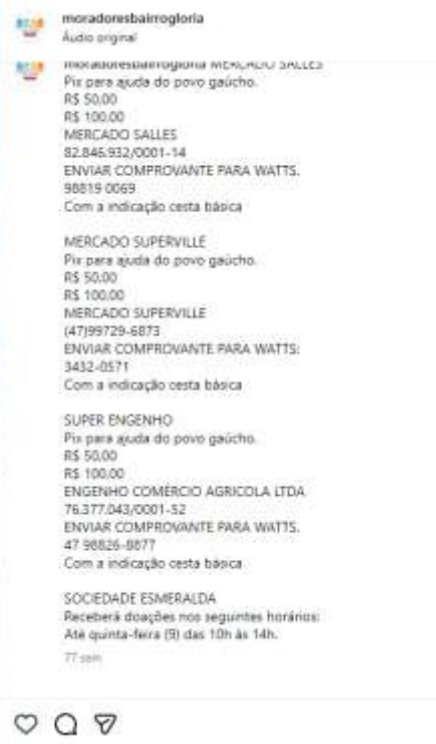 moradoresbairrogloria
Áudio original
moradoresbairrogloria MERCADO SALLES
Pix para ajuda do povo gaúcho.
R$ 50,00
R$ 100,00
MERCADO SALLES
82.846.932/0001-14
ENVIAR COMPROVANTE PARA WATTS.
98819 0069
Com a indicação cesta básica
MERCADO SUPERVILLE
Pix para ajuda do povo gaúcho.
R$ 50,00
R$ 100,00
MERCADO SUPERVILLE
(47)99729-6873
ENVIAR COMPROVANTE PARA WATTS:
3432-0571
Com a indicação cesta básica
SUPER ENGENHO
Pix para ajuda do povo gaúcho.
R$ 50,00
R$ 100,00
ENGENHO COMÉRCIO AGRICOLA LTDA
76.377.043/0001-52
ENVIAR COMPROVANTE PARA WATTS.
47 98826-8877
Com a indicação cesta básica
SOCIEDADE ESMERALDA
Receberá doações nos seguintes horários:
Até quinta-feira (9) das 10h às 14h.
77 sem